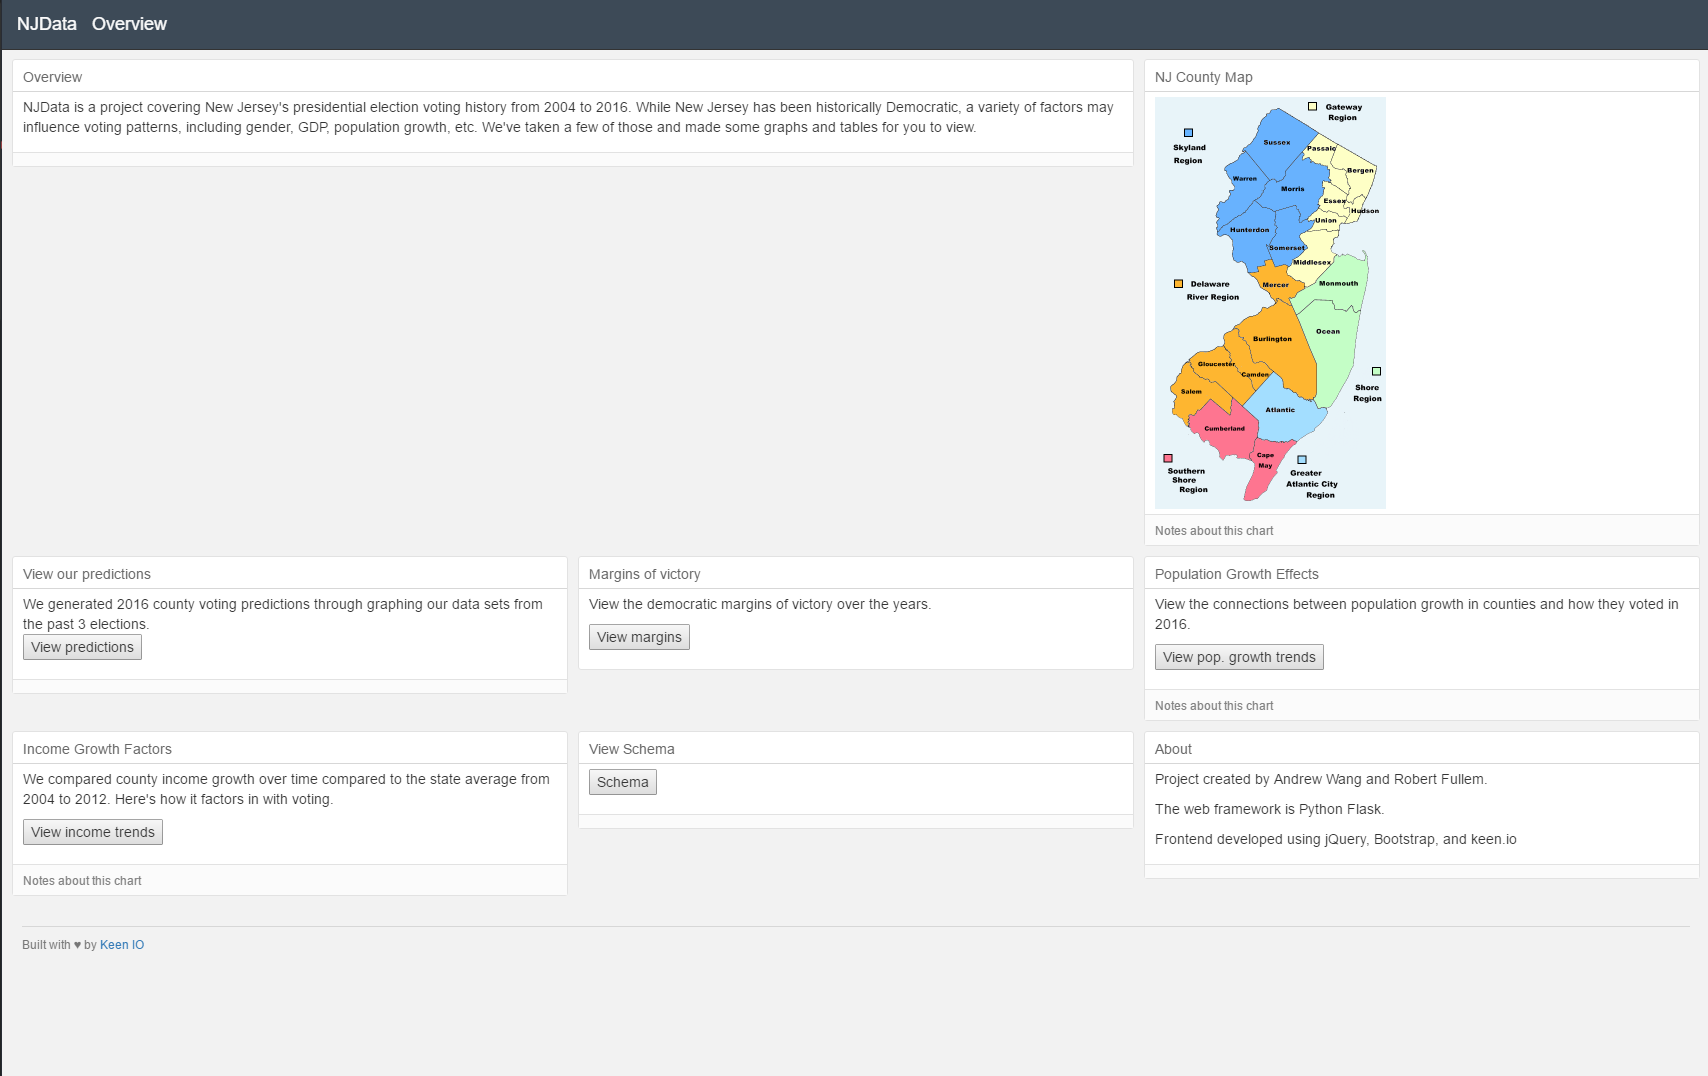 NJData Overview
Overview
NJData is a project covering New Jersey's presidential election voting history from 2004 to 2016. While New Jersey has been historically Democratic, a variety of factors may
influence voting patterns, including gender, GDP, population growth, etc. We've taken a few of those and made some graphs and tables for you to view.
NJ County Map
Gateway
Region
Skyland
Region
Sussex
Passaic
Bergen
Warren
Morris
Essex
Hudson
Union
Hunterdon
Somerset
Middlesex
Delaware
River Region
Mercer
Monmouth
Ocean
Burlington
Gloucester
Camden
Salem
Shore
Region
Atlantic
Cumberland
Cape
May
Southern
Shore
Region
Greater
Atlantic City
Region
Notes about this chart
View our predictions
We generated 2016 county voting predictions through graphing our data sets from
the past 3 elections.
View predictions
Margins of victory
View the democratic margins of victory over the years.
View margins
Population Growth Effects
View the connections between population growth in counties and how they voted in
2016.
View pop. growth trends
Notes about this chart
Income Growth Factors
We compared county income growth over time compared to the state average from
2004 to 2012. Here's how it factors in with voting.
View income trends
Notes about this chart
View Schema
Schema
About
Project created by Andrew Wang and Robert Fullem.
The web framework is Python Flask.
Frontend developed using jQuery, Bootstrap, and keen.io
Built with ♥ by Keen IO